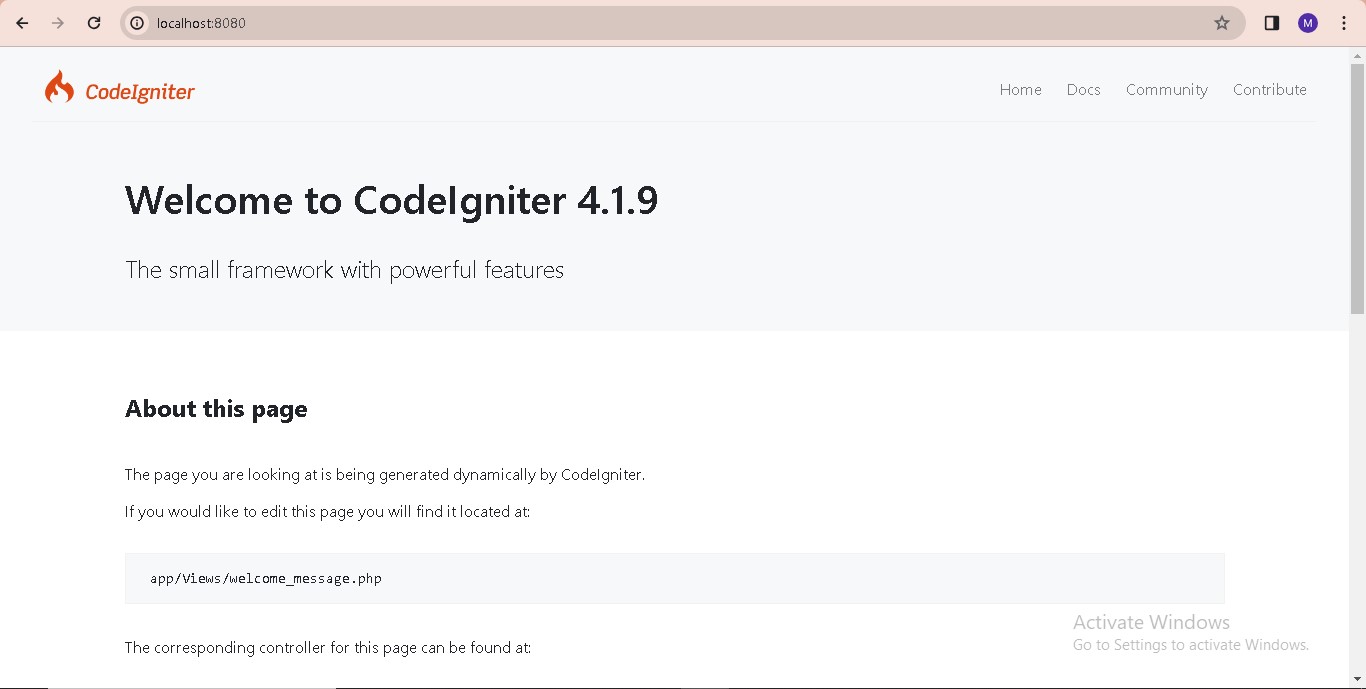 localhost:8080
M
CodeIgniter
Home Docs Community Contribute
Welcome to CodeIgniter 4.1.9
The small framework with powerful features
About this page
The page you are looking at is being generated dynamically by CodeIgniter.
If you would like to edit this page you will find it located at:
app/Views/welcome_message.php
The corresponding controller for this page can be found at:
Activate Windows
Go to Settings to activate Windows.